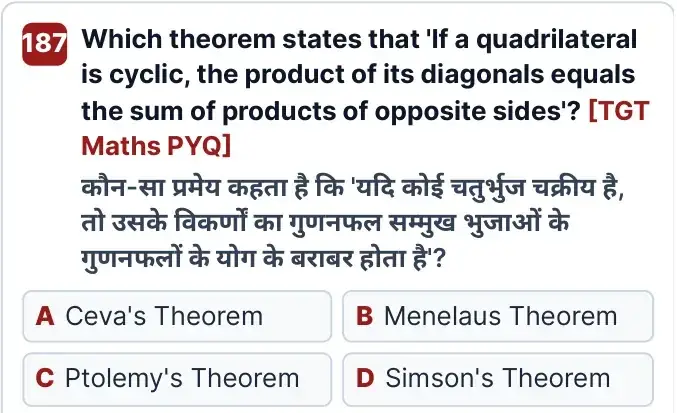 187 Which theorem states that 'If a quadrilateral
is cyclic, the product of its diagonals equals
the sum of products of opposite sides'? [TGT
Maths PYQ]
कौन-सा प्रमेय कहता है कि 'यदि कोई चतुर्भुज चक्रीय है,
तो उसके विकर्णों का गुणनफल सम्मुख भुजाओं के
गुणनफलों के योग के बराबर होता है'?
A Ceva's Theorem
B Menelaus Theorem
C Ptolemy's Theorem
D Simson's Theorem